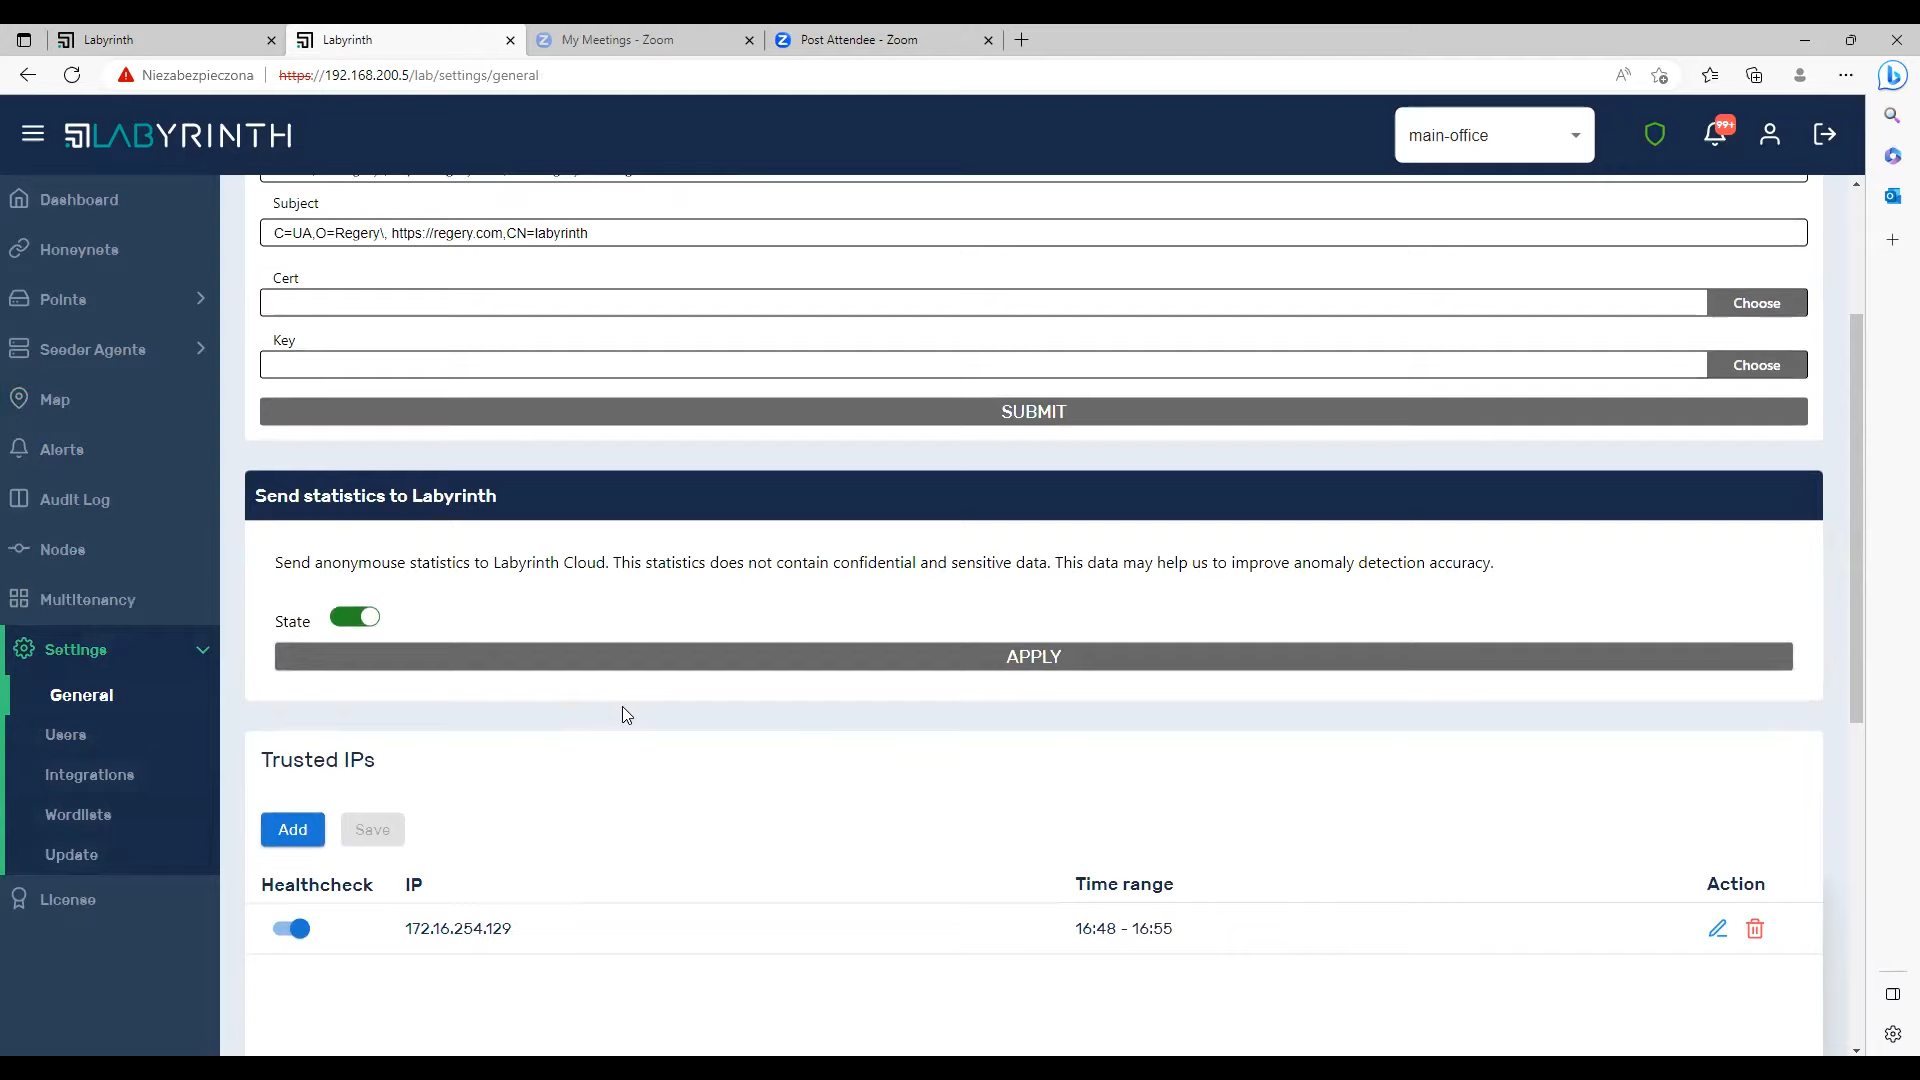 Labyrinth
Labyrinth
My Meetings - Zoom
Post Attendee - Zoom
Niezabezpieczona
https://192.168.200.5/lab/settings/general
LABYRINTH
main-office
99+
Dashboard
Honeynets
Points
Seeder Agents
Map
Alerts
Audit Log
Nodes
Multitenancy
Settings
General
Users
Integrations
Wordlists
Update
License
Subject
C=UA,O=Regery\, https://regery.com,CN=labyrinth
Cert
Choose
Key
Choose
SUBMIT
Send statistics to Labyrinth
Send anonymouse statistics to Labyrinth Cloud. This statistics does not contain confidential and sensitive data. This data may help us to improve anomaly detection accuracy.
State
APPLY
Trusted IPs
Add
Save
Healthcheck IP Time range Action
172.16.254.129 16:48 - 16:55